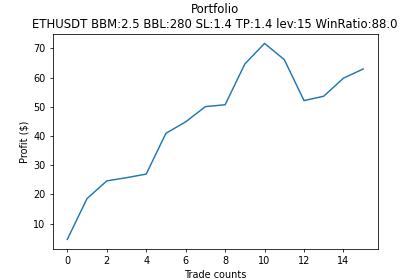 Portfolio
ETHUSDT BBM:2.5 BBL:280 SL:1.4 TP:1.4 lev:15 WinRatio:88.0
70
60
50
40
30
20
10
Profit ($)
0 2 4 6 8 10 12 14
Trade counts